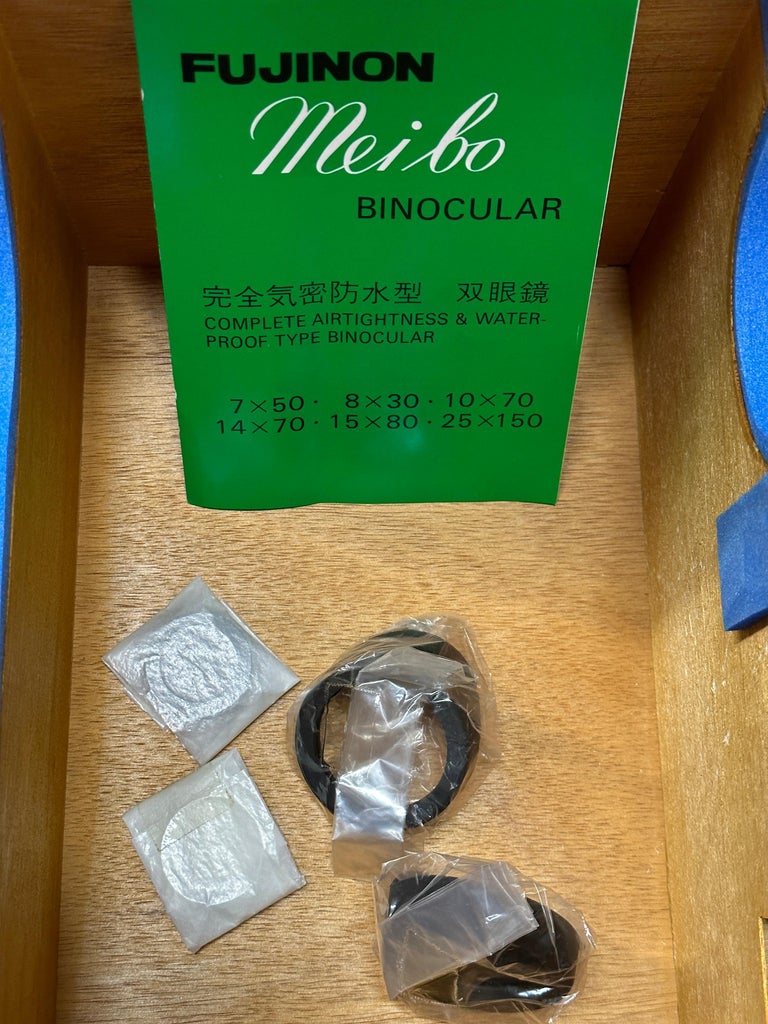 FUJINON
Meibo
BINOCULAR
完全気密防水型 双眼鏡
COMPLETE AIRTIGHTNESS & WATER-
PROOF TYPE BINOCULAR
7×50・ 8×30・10×70
14×70・15×80・25×150